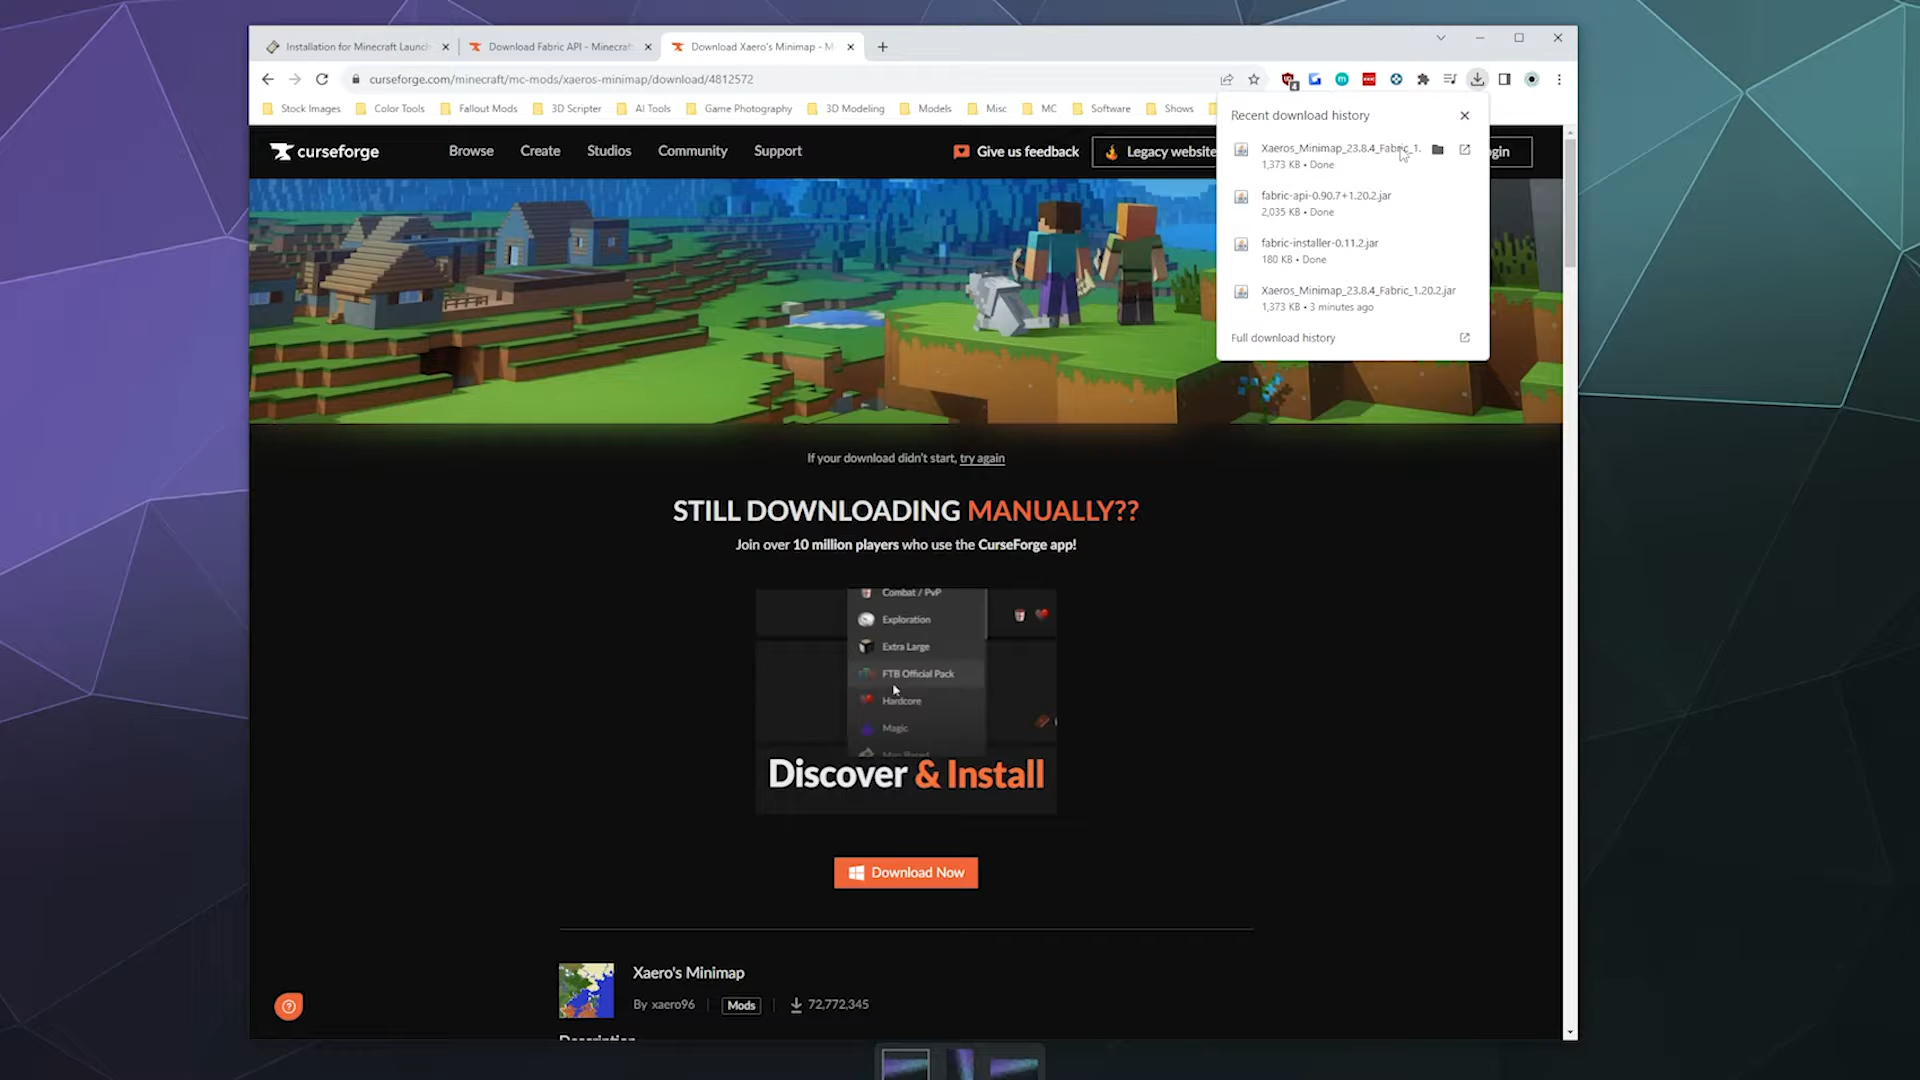 Installation for Minecraft Launch
Download Fabric API - Minecraft
Download Xaero's Minimap - M
curseforge.com/minecraft/mc-mods/xaeros-minimap/download/4812572
Stock Images
Color Tools
Fallout Mods
3D Scripter
AI Tools
Game Photography
3D Modeling
Models
Misc
MC
Software
Shows
Recent download history
Xaeros_Minimap_23.8.4_Fabric_1.
1,373 KB • Done
fabric-api-0.90.7+1.20.2.jar
2,035 KB • Done
fabric-installer-0.11.2.jar
180 KB • Done
Xaeros_Minimap_23.8.4_Fabric_1.20.2.jar
1,373 KB • 3 minutes ago
Full download history
curseforge
Browse
Create
Studios
Community
Support
Give us feedback
Legacy website
gin
If your download didn't start, try again
STILL DOWNLOADING MANUALLY??
Join over 10 million players who use the CurseForge app!
Combat / PvP
Exploration
Extra Large
FTB Official Pack
Hardcore
Magic
Map Based
Discover & Install
Download Now
Xaero's Minimap
By xaero96
Mods
72,772,345
Description